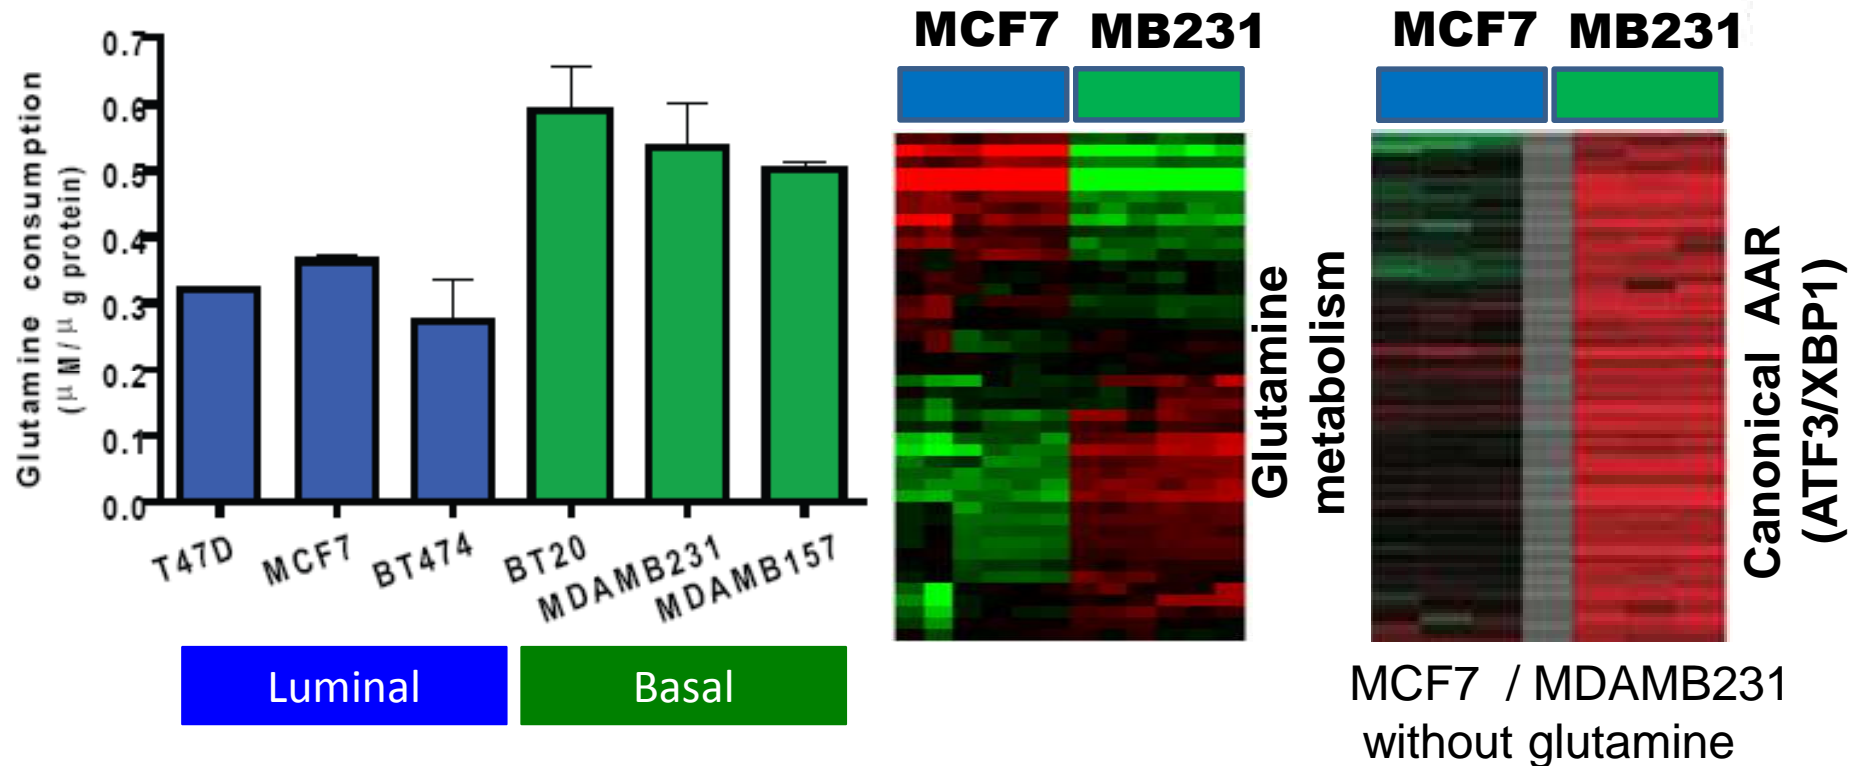 Glutamine consumption
(μM/μg protein)
0.7
0.6
0.5
0.4
0.3
0.2
0.1
0.0
T47D
MCF7
BT474
BT20
MDAMB231
MDAMB157
Luminal
Basal
MCF7 MB231
Glutamine
metabolism
MCF7 MB231
Canonical AAR
(ATF3/XBP1)
MCF7 / MDAMB231
without glutamine